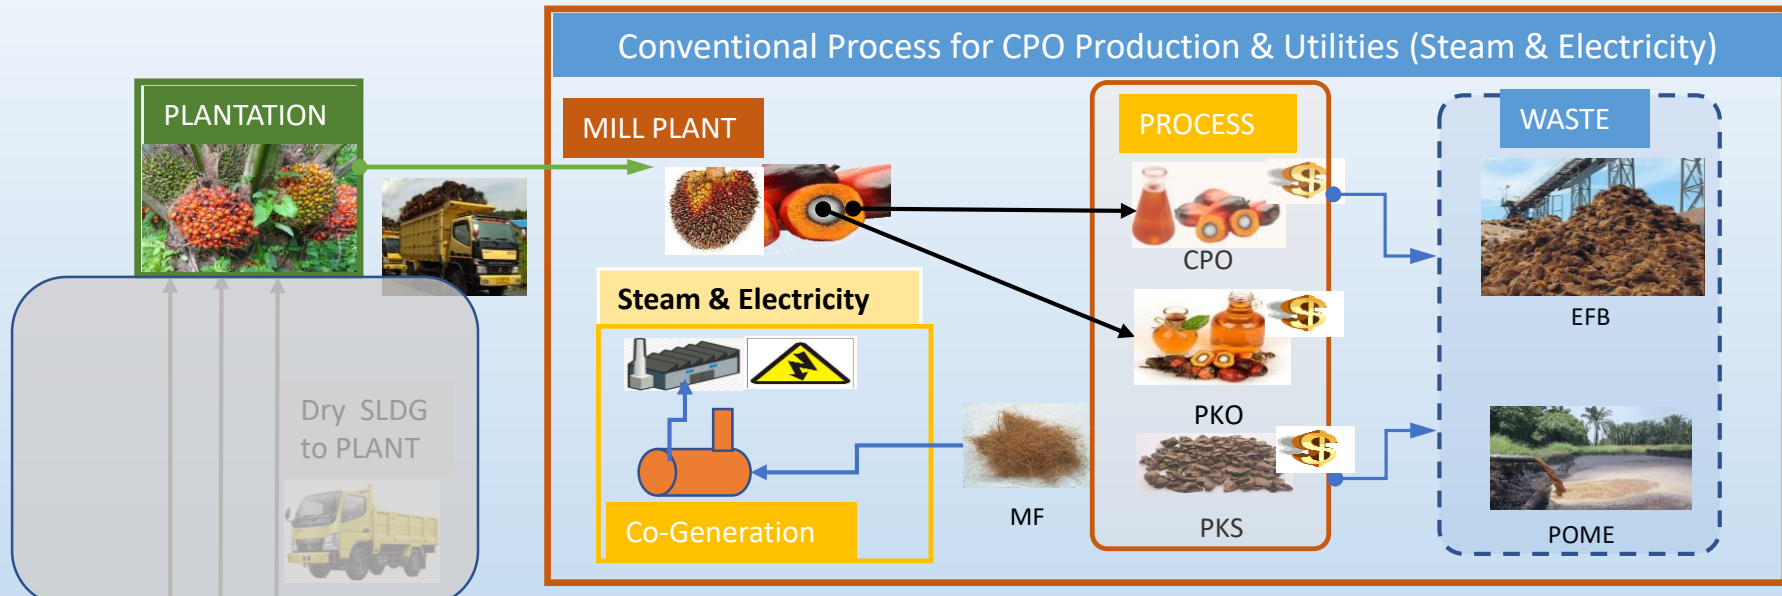 Conventional Process for CPO Production & Utilities (Steam & Electricity)
PLANTATION
MILL PLANT
PROCESS
WASTE
CPO
Steam & Electricity
EFB
PKO
Dry SLDG
to PLANT
MF
Co-Generation
PKS
POME